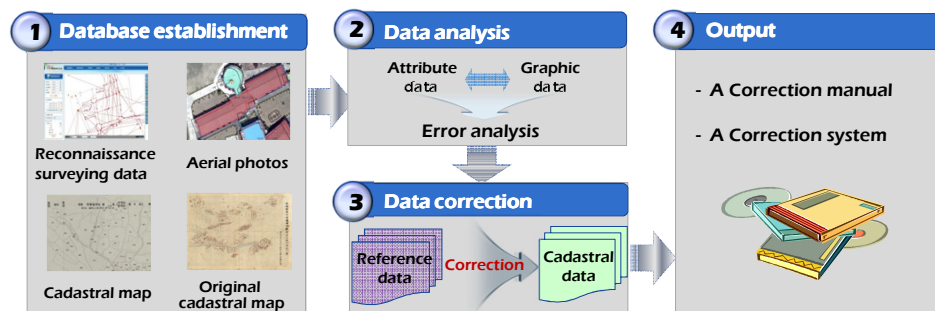 1 Database establishment
Reconnaissance
surveying data
Aerial photos
Cadastral map
Original
cadastral map
2 Data analysis
Attribute
data
Graphic
data
Error analysis
3 Data correction
Reference
data
Correction
Cadastral
data
4 Output
- A Correction manual
- A Correction system